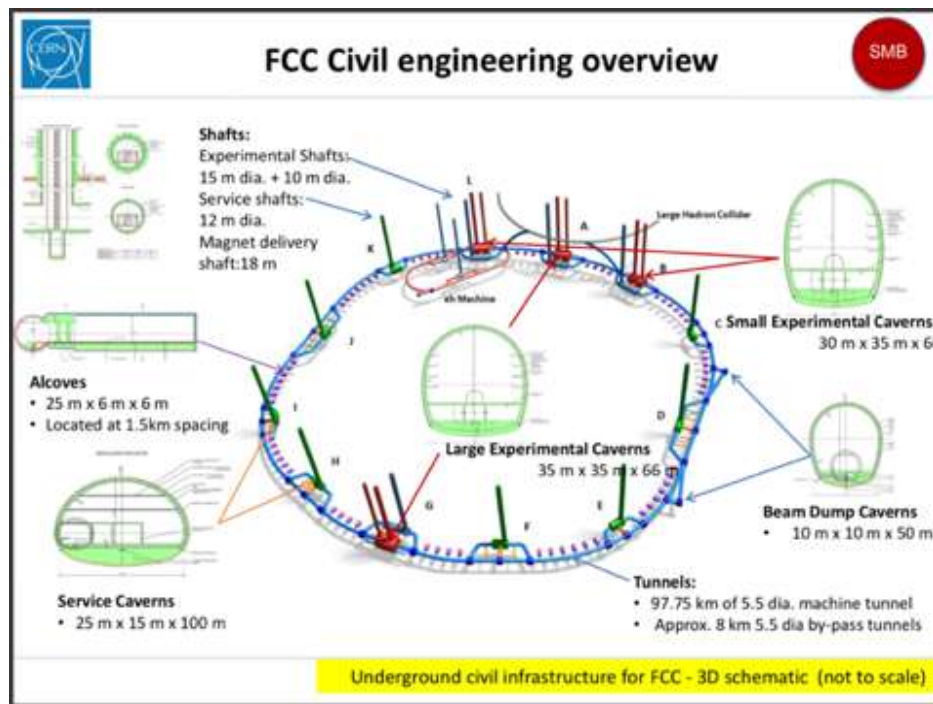 CERN
FCC Civil engineering overview
SMB
Shafts:
Experimental Shafts:
15 m dia. + 10 m dia.
Service shafts:
12 m dia.
Magnet delivery
shaft:18 m
L
A
Large Hadron Collider
K
B
eh Machine
C
Small Experimental Caverns
30 m x 35 m x 6
J
Alcoves
• 25 m x 6 m x 6 m
• Located at 1.5km spacing
I
D
H
Large Experimental Caverns
35 m x 35 m x 66 m
G
F
E
Beam Dump Caverns
• 10 m x 10 m x 50 m
Service Caverns
• 25 m x 15 m x 100 m
Tunnels:
• 97.75 km of 5.5 dia. machine tunnel
• Approx. 8 km 5.5 dia by-pass tunnels
Underground civil infrastructure for FCC - 3D schematic (not to scale)